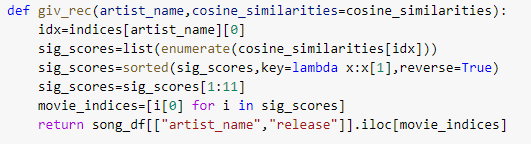 def giv_rec(artist_name,cosine_similarities=cosine_similarities):
    idx=indices[artist_name][0]
    sig_scores=list(enumerate(cosine_similarities[idx]))
    sig_scores=sorted(sig_scores,key=lambda x:x[1],reverse=True)
    sig_scores=sig_scores[1:11]
    movie_indices=[i[0] for i in sig_scores]
    return song_df[["artist_name","release"]].iloc[movie_indices]